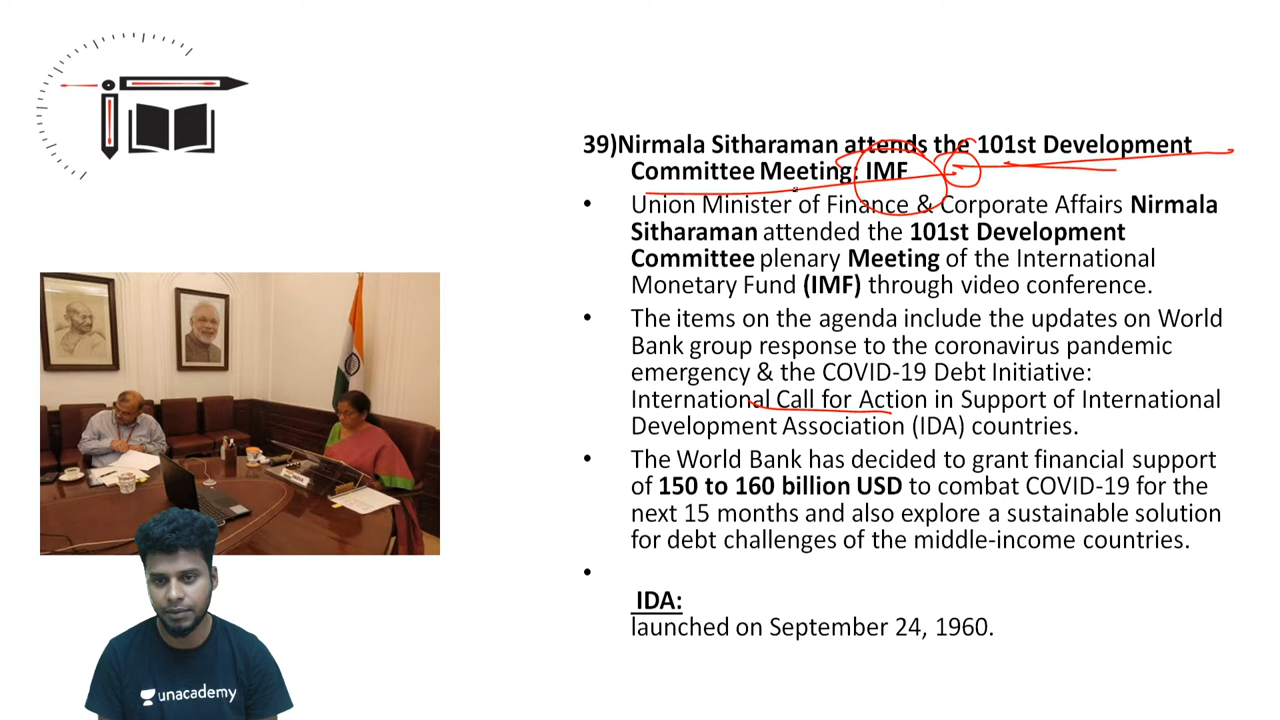 39)Nirmala Sitharaman attends the 101st Development
Committee Meeting: IMF
• Union Minister of Finance & Corporate Affairs Nirmala
Sitharaman attended the 101st Development
Committee plenary Meeting of the International
Monetary Fund (IMF) through video conference.
• The items on the agenda include the updates on World
Bank group response to the coronavirus pandemic
emergency & the COVID-19 Debt Initiative:
International Call for Action in Support of International
Development Association (IDA) countries.
• The World Bank has decided to grant financial support
of 150 to 160 billion USD to combat COVID-19 for the
next 15 months and also explore a sustainable solution
for debt challenges of the middle-income countries.
•
IDA:
launched on September 24, 1960.
unacademy